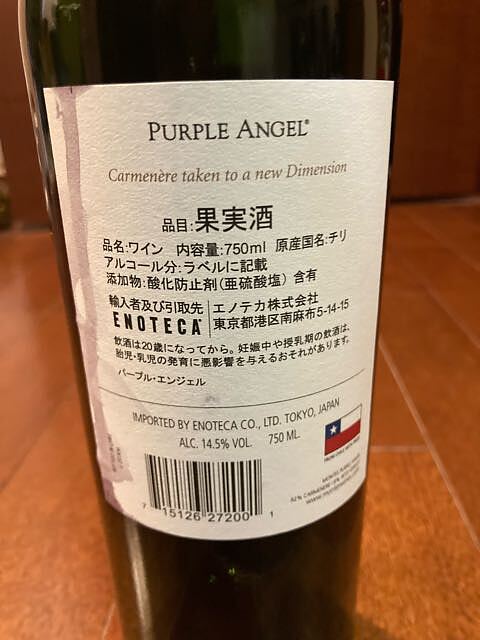 PURPLE ANGEL®
Carmenère taken to a new Dimension
品目:果実酒
品名:ワイン 内容量:750ml 原産国名:チリ
アルコール分:ラベルに記載
添加物:酸化防止剤(亜硫酸塩) 含有
輸入者及び引取先 エノテカ株式会社
ENOTECA 東京都港区南麻布5-14-15
飲酒は20歳になってから。妊娠中や授乳期の飲酒は、
胎児・乳児の発育に悪影響を与えるおそれがあります。
パープル・エンジェル
IMPORTED BY ENOTECA CO., LTD. TOKYO, JAPAN
ALC. 14.5% VOL. 750 ML.
7 15126 27200 1